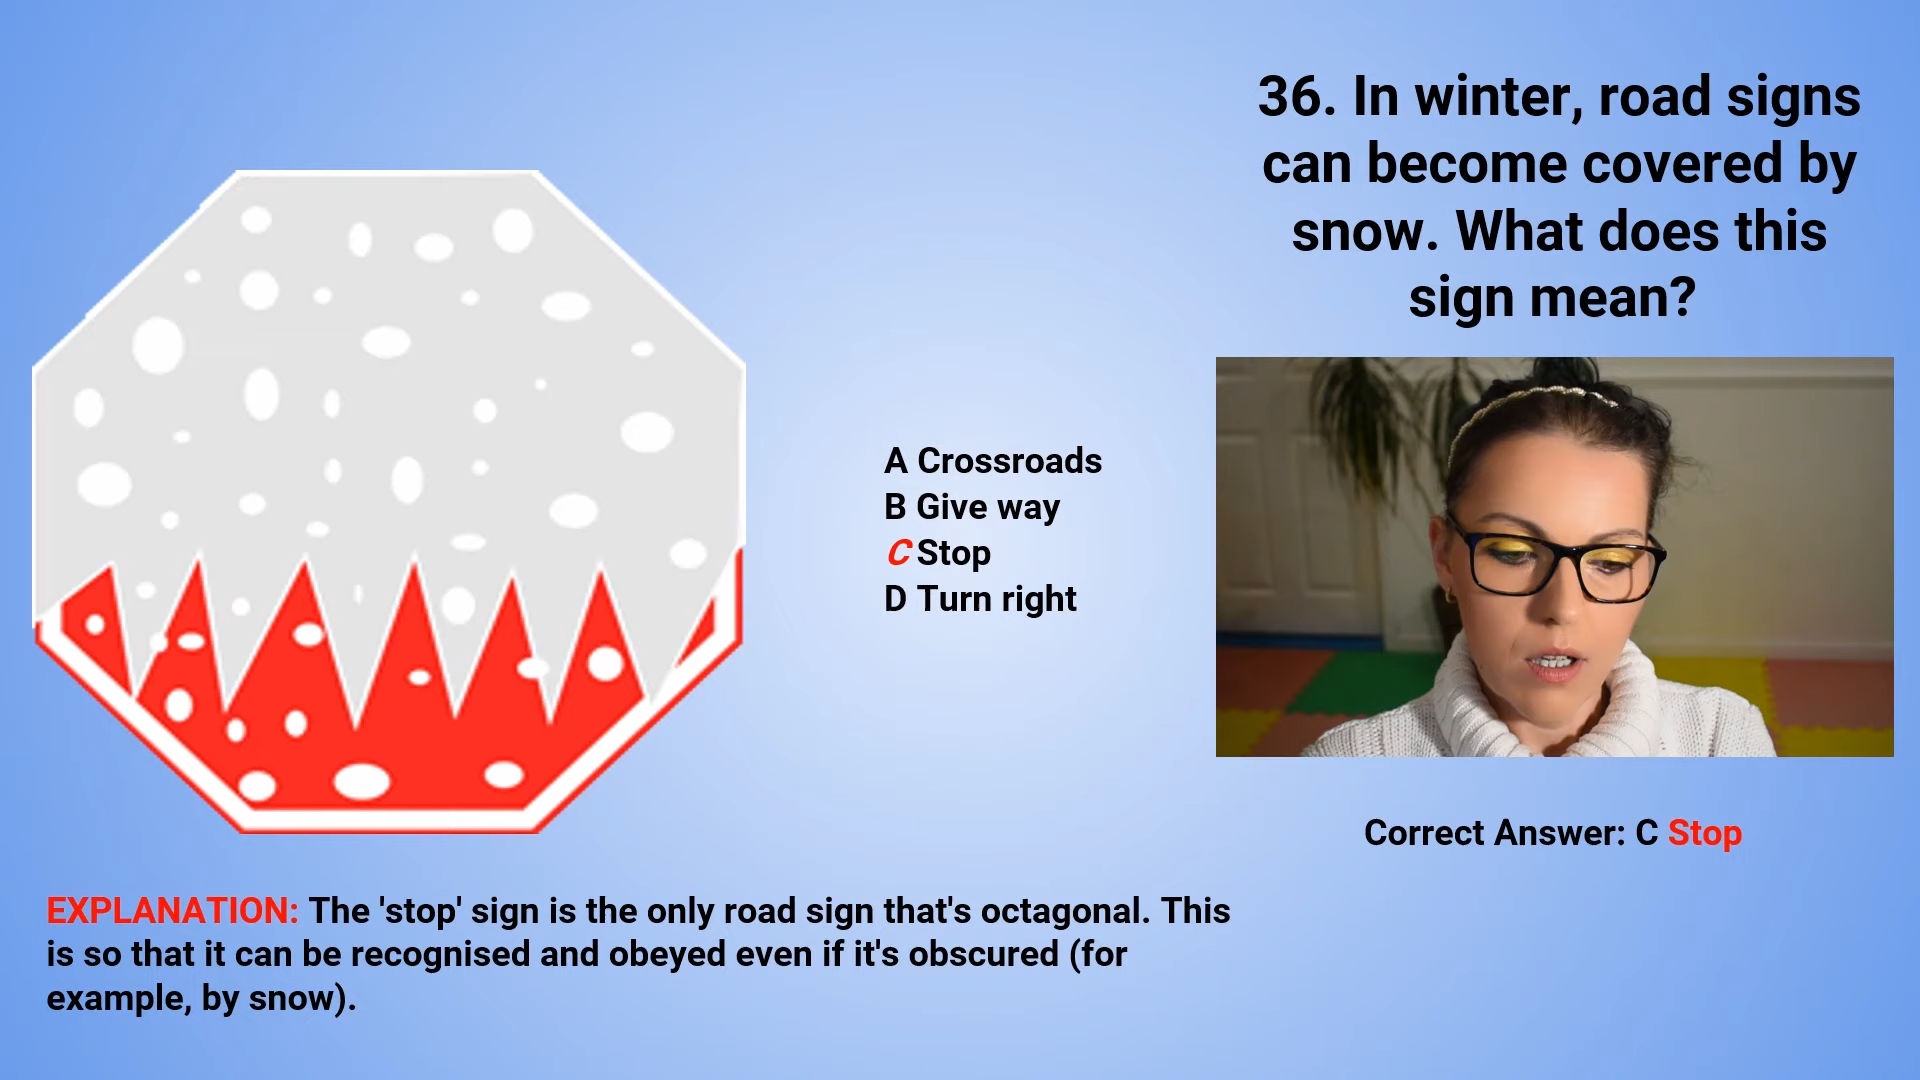 36. In winter, road signs
can become covered by
snow. What does this
sign mean?
A Crossroads
B Give way
C Stop
D Turn right
Correct Answer: C Stop
EXPLANATION: The 'stop' sign is the only road sign that's octagonal. This
is so that it can be recognised and obeyed even if it's obscured (for
example, by snow).